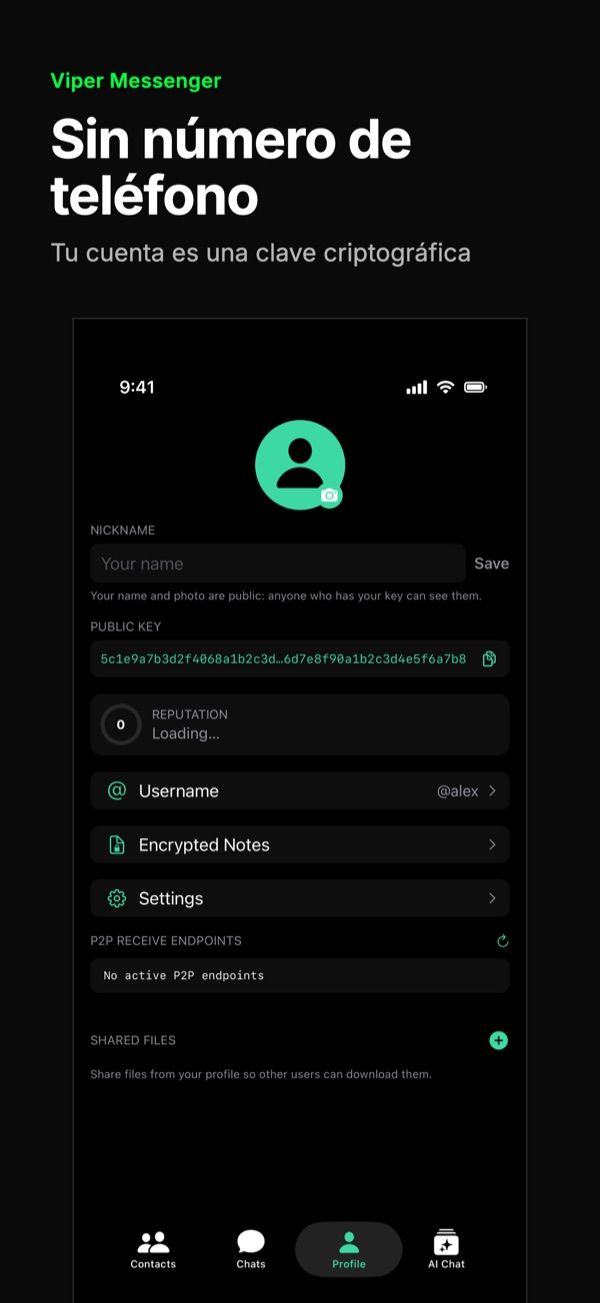 Viper Messenger
Sin número de
teléfono
Tu cuenta es una clave criptográfica
9:41
NICKNAME
Your name
Save
Your name and photo are public: anyone who has your key can see them.
PUBLIC KEY
5c1e9a7b3d2f4068a1b2c3d…6d7e8f90a1b2c3d4e5f6a7b8
0
REPUTATION
Loading...
Username
@alex
Encrypted Notes
Settings
P2P RECEIVE ENDPOINTS
No active P2P endpoints
SHARED FILES
Share files from your profile so other users can download them.
Contacts
Chats
Profile
AI Chat